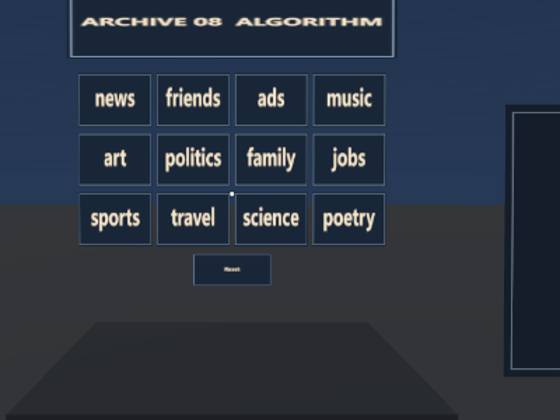 ARCHIVE 08 ALGORITHM
news friends ads music
art politics family jobs
sports travel science poetry